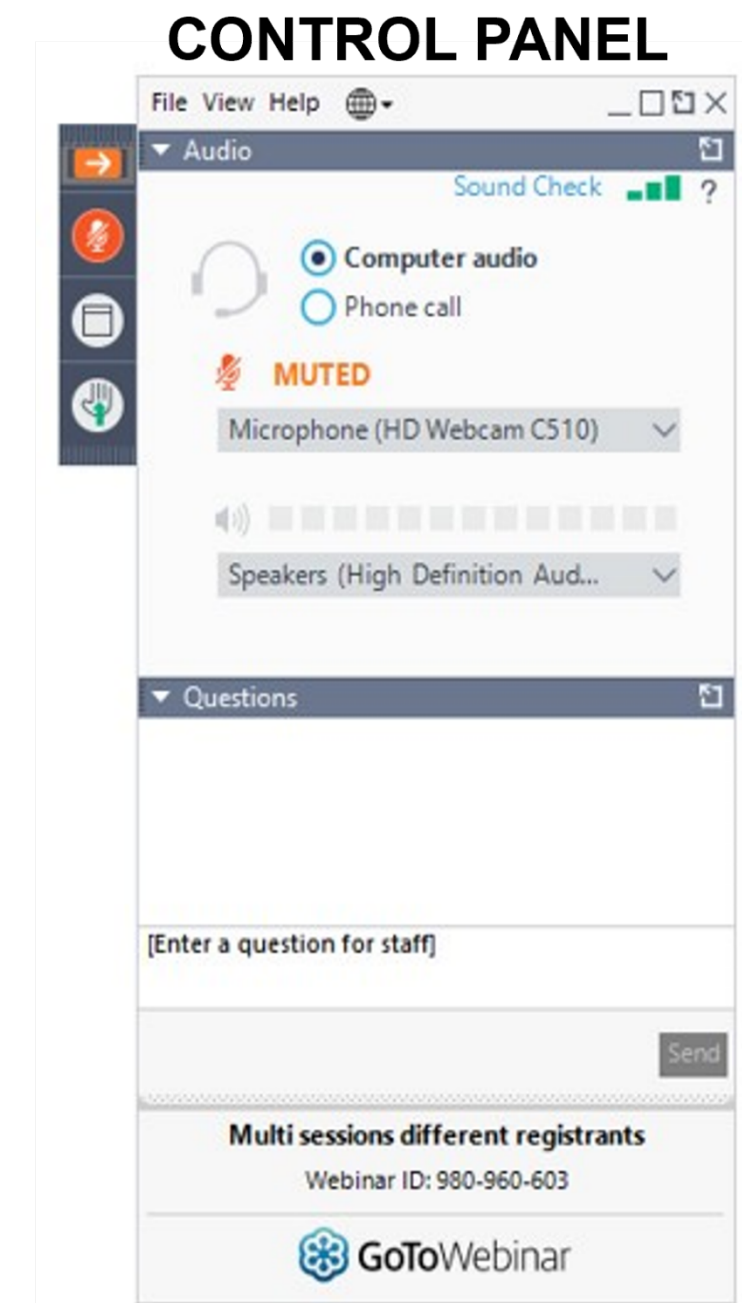 CONTROL PANEL
File View Help
Audio
Sound Check ?
Computer audio
Phone call
MUTED
Microphone (HD Webcam C510)
Speakers (High Definition Aud...
Questions
[Enter a question for staff]
Send
Multi sessions different registrants
Webinar ID: 980-960-603
GoToWebinar